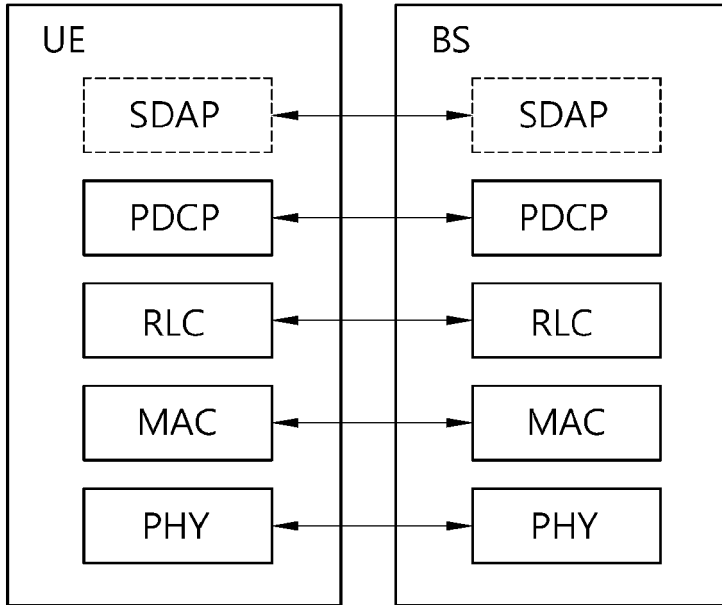 UE BS
SDAP SDAP
PDCP PDCP
RLC RLC
MAC MAC
PHY PHY